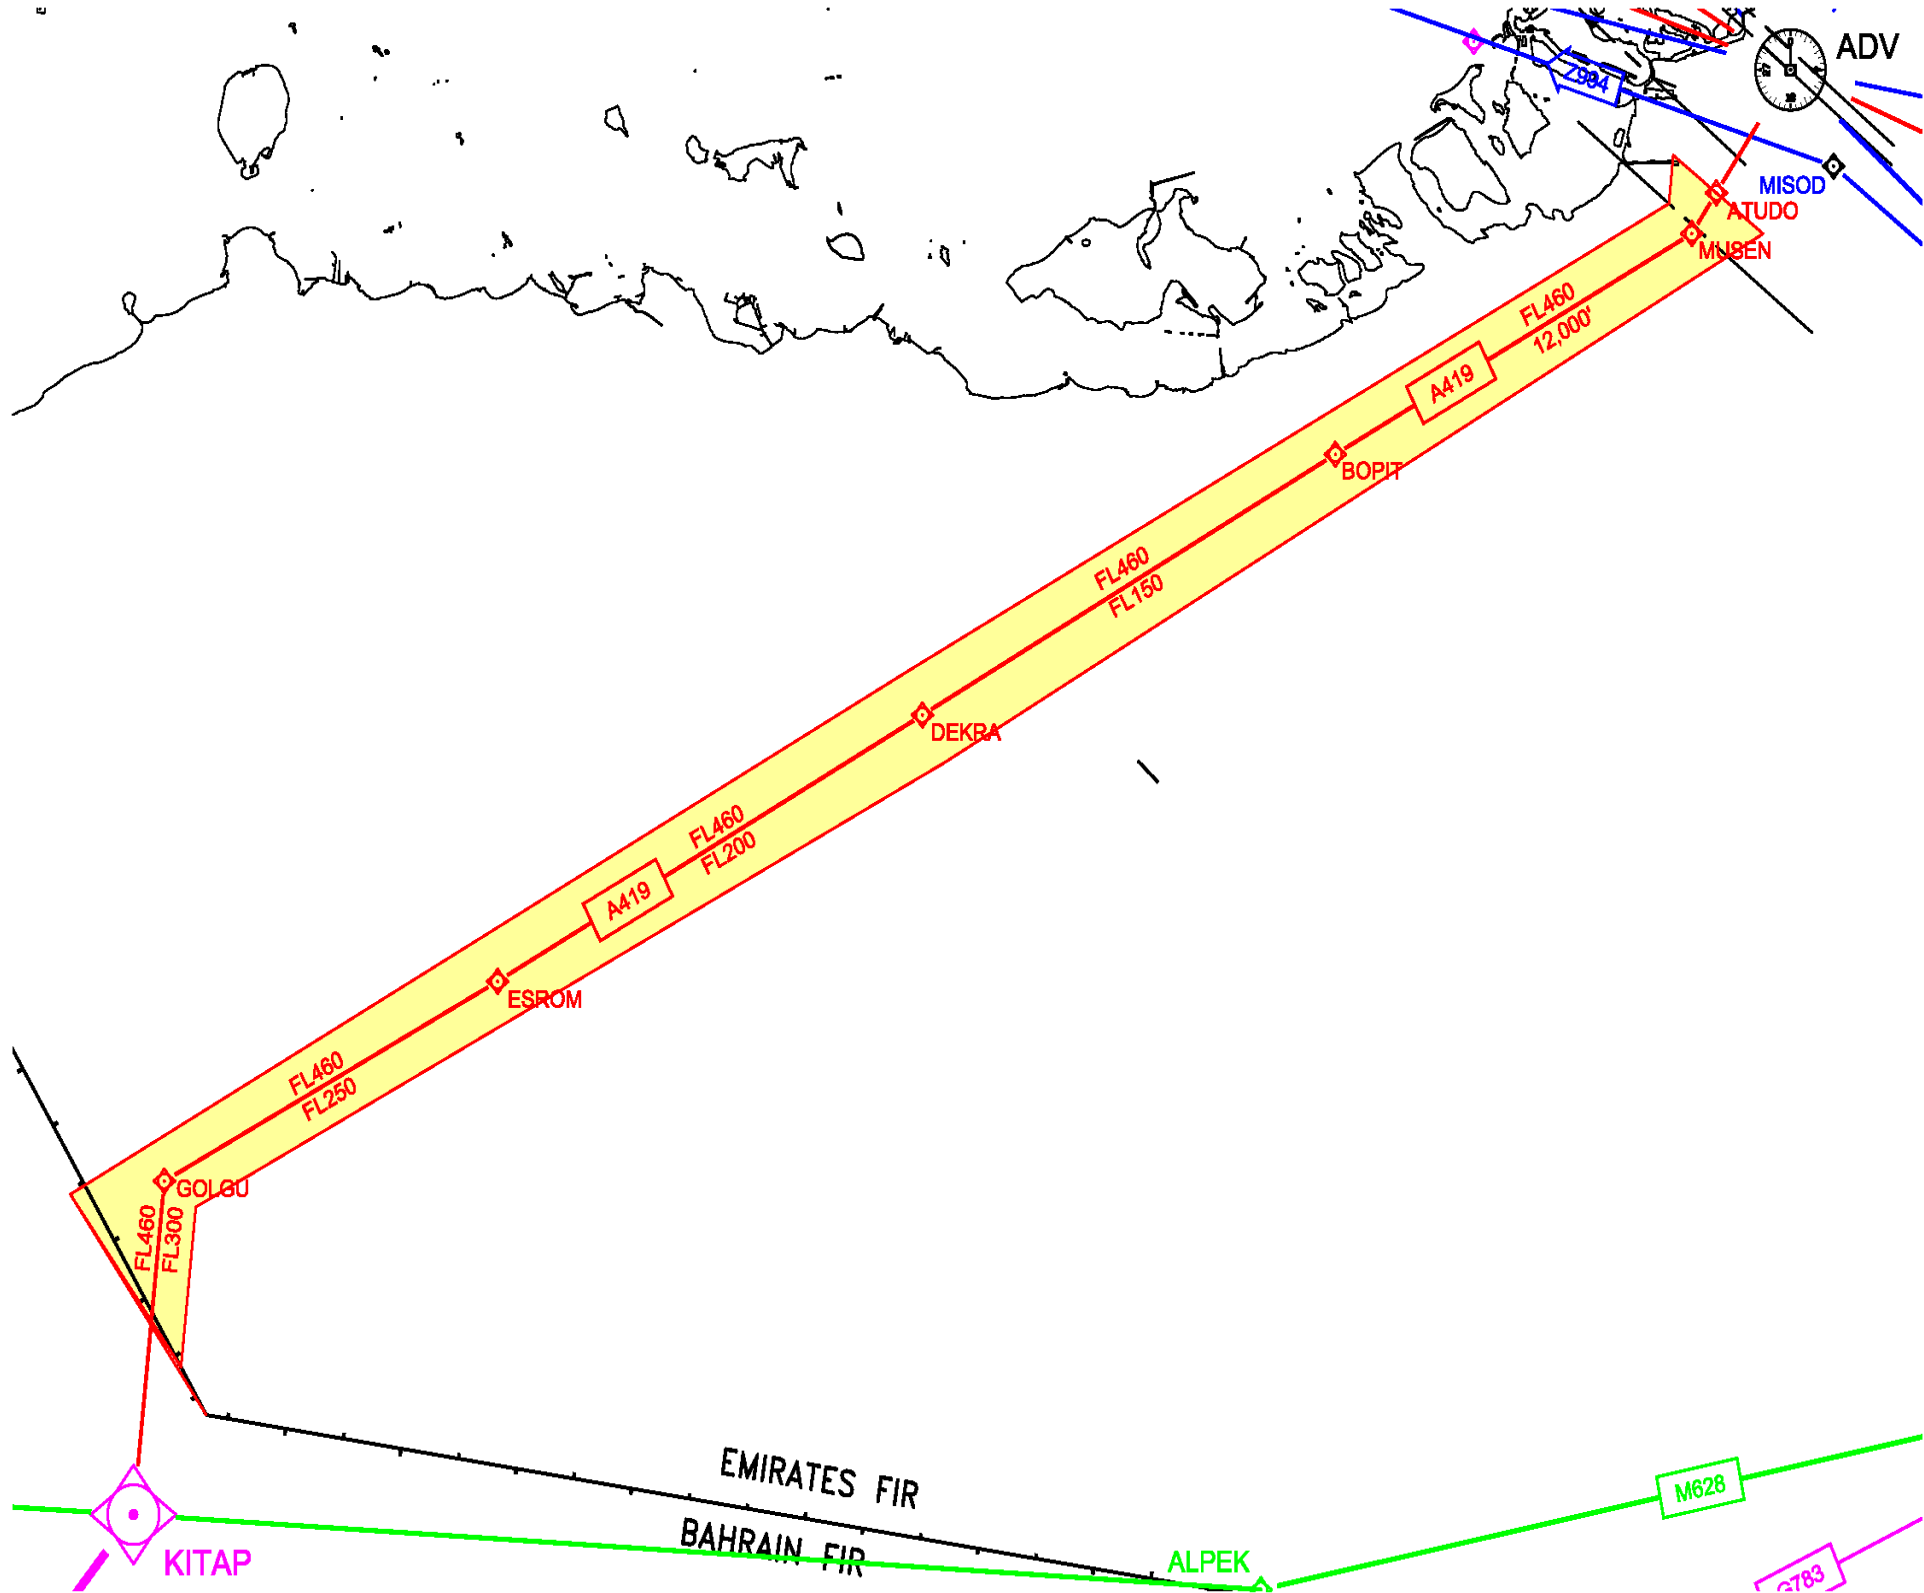 ADV
Z994
MISOD
ATUDO
MUSEN
FL460
12,000'
A419
BOPIT
FL460
FL150
DEKRA
FL460
FL200
A419
ESROM
FL460
FL250
GOLGU
FL460
FL300
EMIRATES FIR
BAHRAIN FIR
M628
KITAP
ALPEK
G783